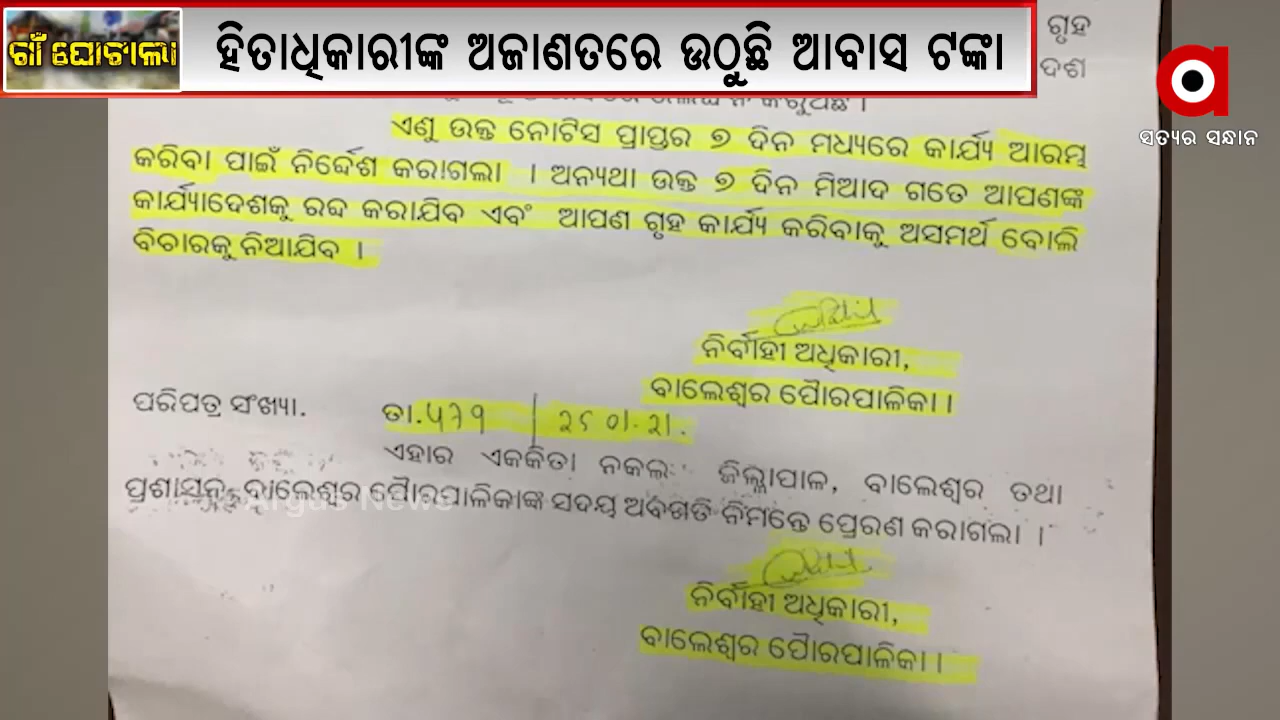 ଗାଁ ଘୋଟାଲା
ହିତାଧିକାରୀଙ୍କ ଅଜାଣତରେ ଉଠୁଛି ଆବାସ ଟଙ୍କା
ଗୃହ
ଦଶ
ସତ୍ୟର ସନ୍ଧାନ
ଏଣୁ ଉକ୍ତ ନୋଟିସ ପ୍ରାପ୍ତର ୭ ଦିନ ମଧ୍ୟରେ କାର୍ଯ୍ୟ ଆରମ୍ଭ
କରିବା ପାଇଁ ନିର୍ଦ୍ଦେଶ କରାଗଲା । ଅନ୍ୟଥା ଉକ୍ତ ୭ ଦିନ ମିଆଦ ଗତେ ଆପଣଙ୍କ
କାର୍ଯ୍ୟାଦେଶକୁ ରଦ୍ଦ କରାଯିବ ଏବଂ ଆପଣ ଗୃହ କାର୍ଯ୍ୟ କରିବାକୁ ଅସମର୍ଥ ବୋଲି
ବିଚାରକୁ ନିଆଯିବ ।
ନିର୍ବାହୀ ଅଧିକାରୀ,
ବାଲେଶ୍ୱର ପୌରପାଳିକା ।
ପରିପତ୍ର ସଂଖ୍ୟା. ତା.
ଏହାର ଏକକିତା ନକଲ ଜିଲ୍ଲାପାଳ, ବାଲେଶ୍ୱର ତଥା
ପ୍ରଶାସକ, ବାଲେଶ୍ୱର ପୌରପାଳିକାଙ୍କ ସଦୟ ଅବଗତି ନିମନ୍ତେ ପ୍ରେରଣ କରାଗଲା ।
Argus News
ନିର୍ବାହୀ ଅଧିକାରୀ,
ବାଲେଶ୍ୱର ପୌରପାଳିକା ।